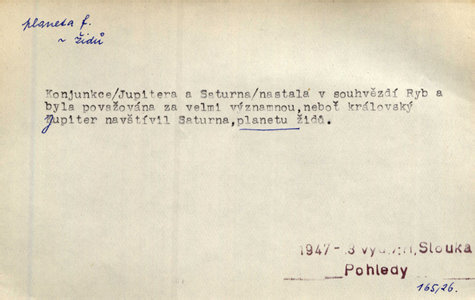 planeta f.
~ židů
Konjunkce/Jupitera a Saturna/nastala v souhvězdí Ryb a
byla považována za velmi významnou,neboť královský
Jupiter navštívil Saturna,planetu židů.
1947- Slouka
Pohledy
165,26.